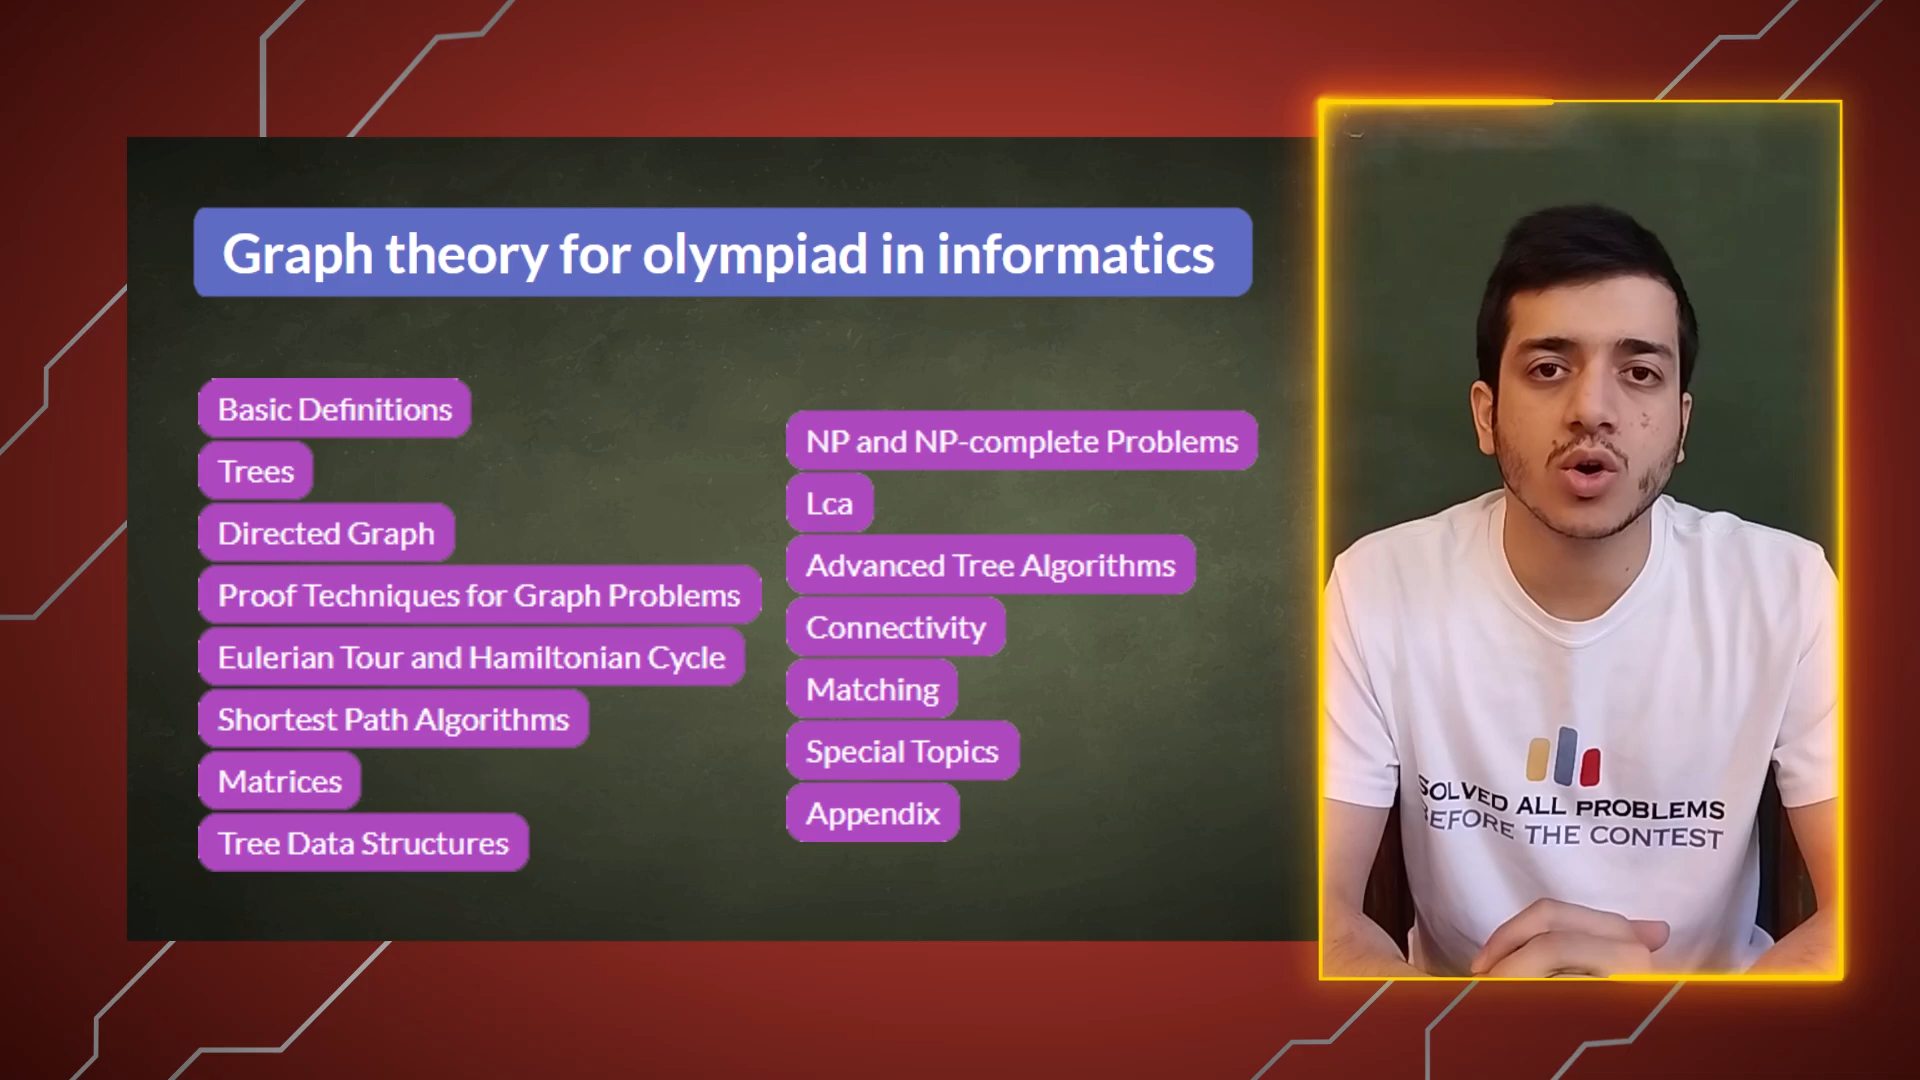 Graph theory for olympiad in informatics
Basic Definitions
Trees
Directed Graph
Proof Techniques for Graph Problems
Eulerian Tour and Hamiltonian Cycle
Shortest Path Algorithms
Matrices
Tree Data Structures
NP and NP-complete Problems
Lca
Advanced Tree Algorithms
Connectivity
Matching
Special Topics
Appendix
SOLVED ALL PROBLEMS
BEFORE THE CONTEST